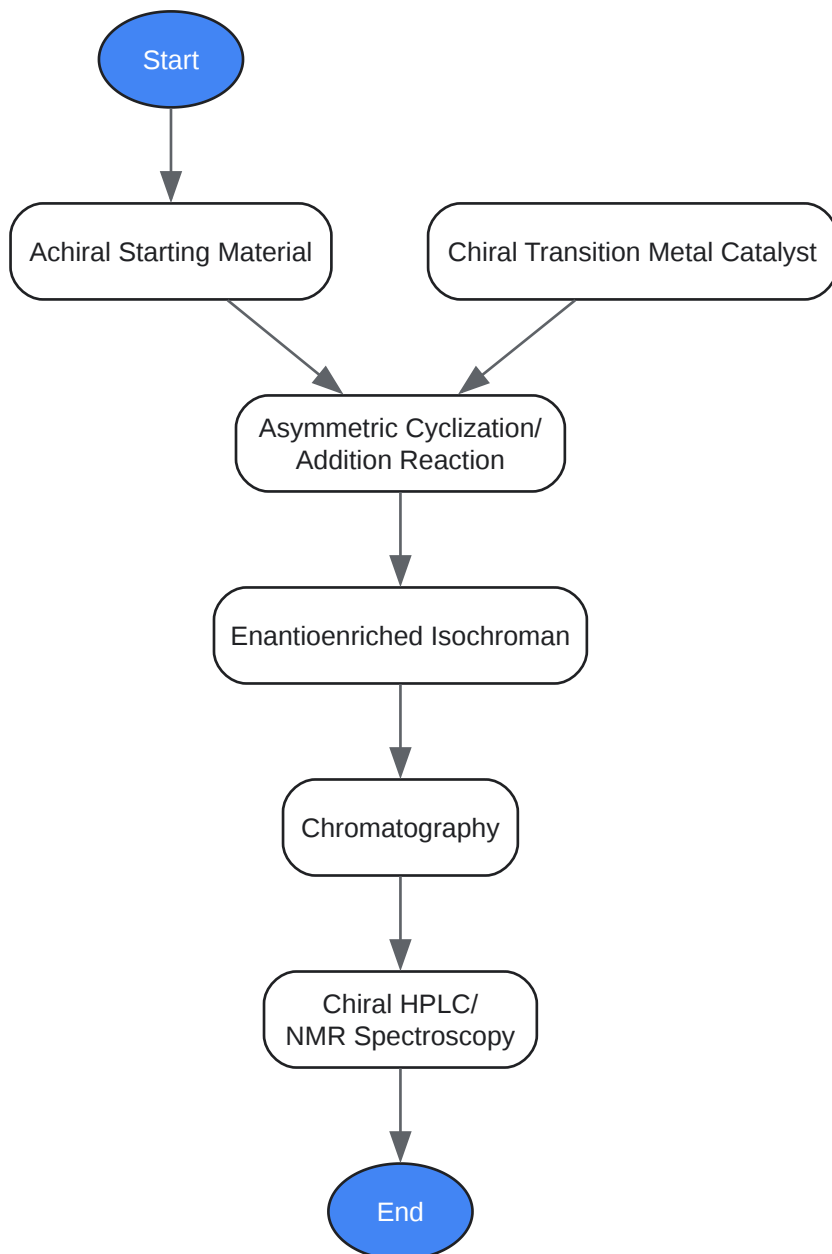 Start
Achiral Starting Material
Chiral Transition Metal Catalyst
Asymmetric Cyclization/
Addition Reaction
Enantioenriched Isochroman
Chromatography
Chiral HPLC/
NMR Spectroscopy
End